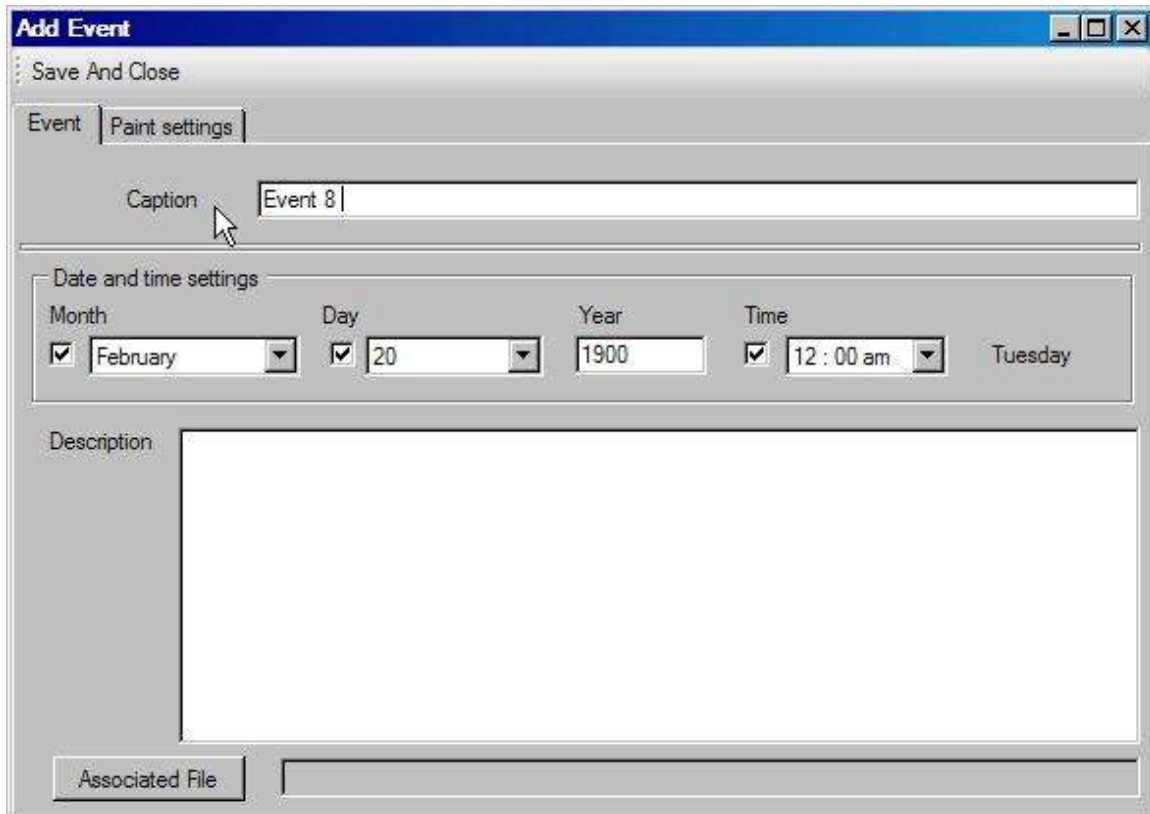 Add Event
Save And Close
Event Paint settings
Caption Event 8
Date and time settings
Month Day Year Time
February 20 1900 12 : 00 am Tuesday
Description
Associated File